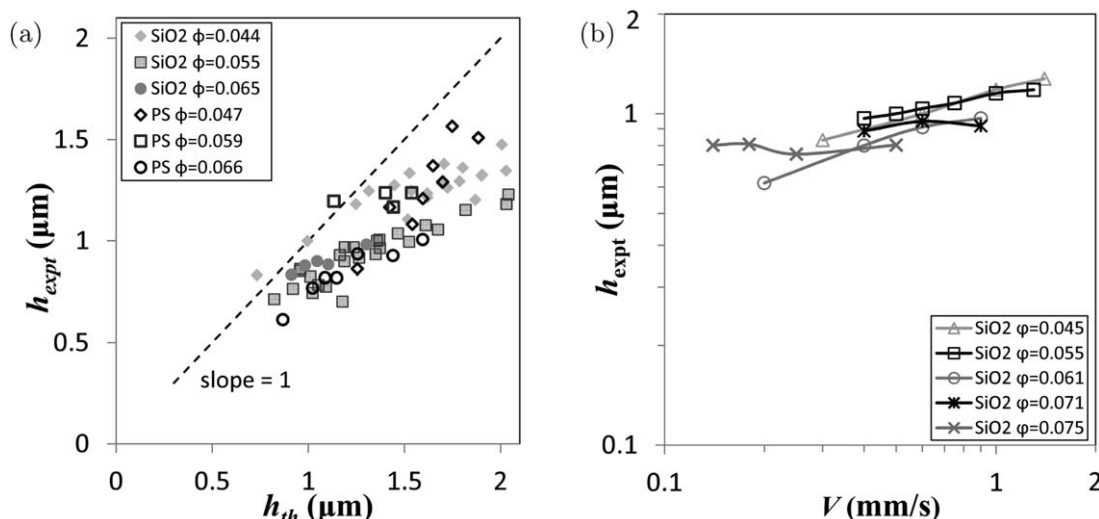 (a)
2
1.5
1
0.5
0
h_expt (μm)
SiO2 ϕ=0.044
SiO2 ϕ=0.055
SiO2 ϕ=0.065
PS ϕ=0.047
PS ϕ=0.059
PS ϕ=0.066
slope = 1
0
1
1.5
2
h_th (μm)
(b)
2
1
0.1
h_expt (μm)
SiO2 φ=0.045
SiO2 φ=0.055
SiO2 φ=0.061
SiO2 φ=0.071
SiO2 φ=0.075
0.1
1
2
V (mm/s)